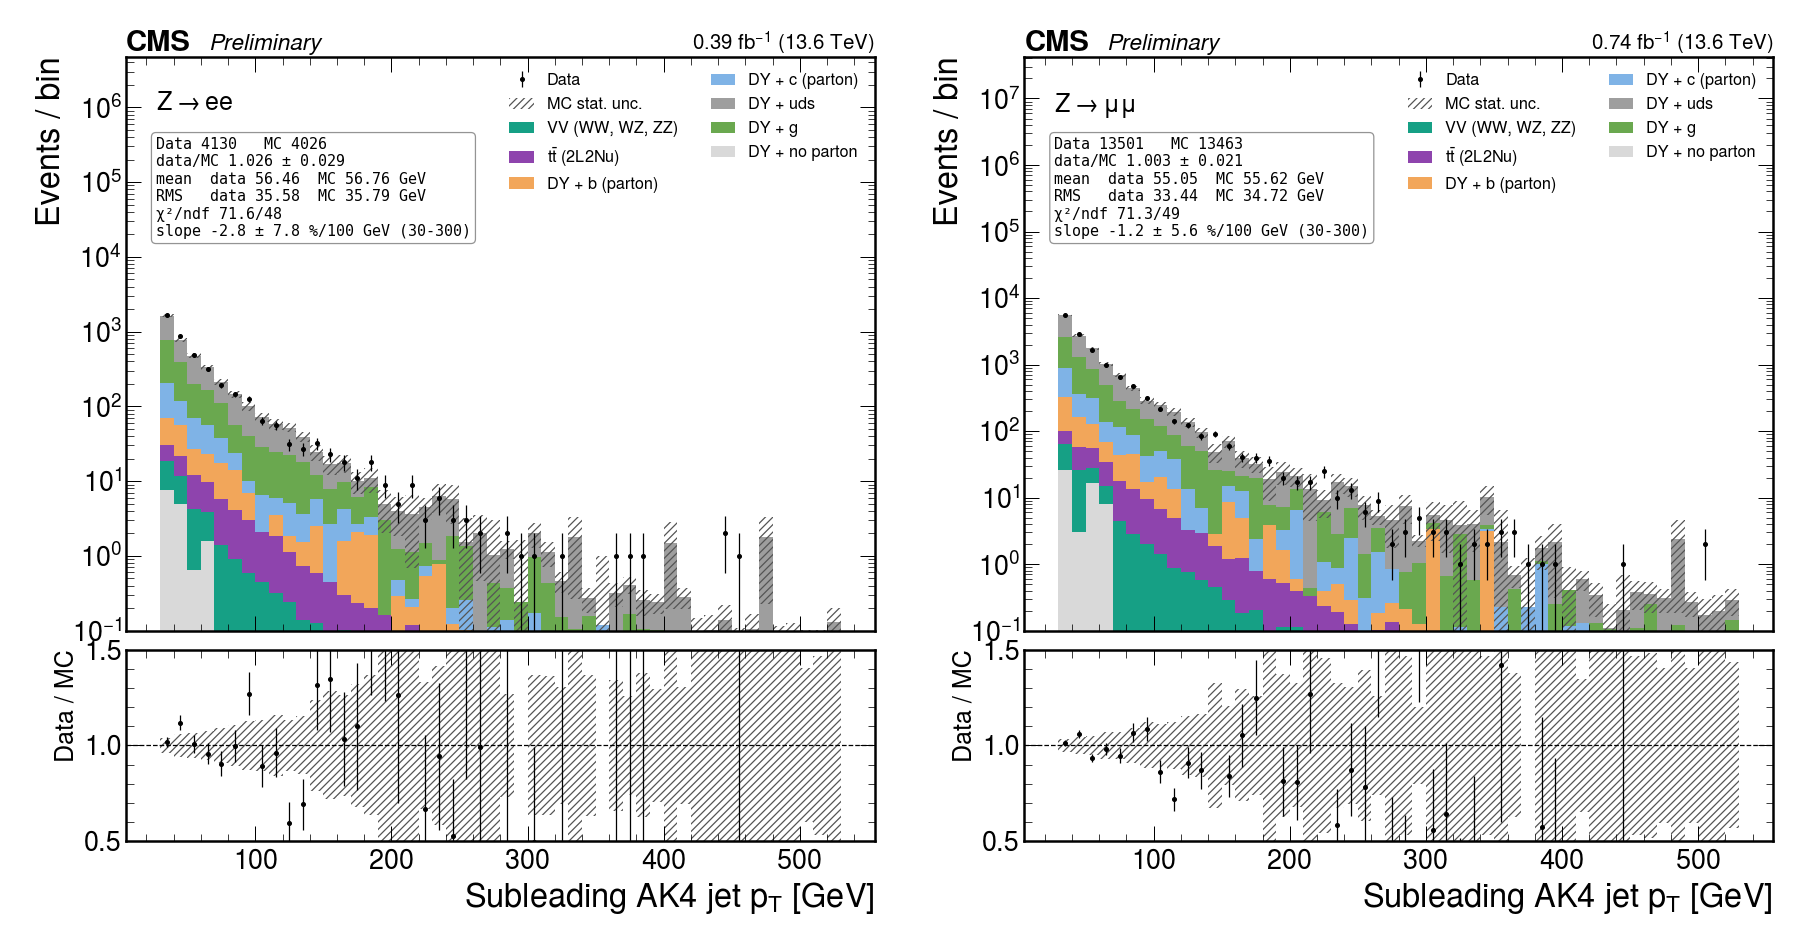 CMS Preliminary 0.39 fb⁻¹ (13.6 TeV)
Events / bin
Z → ee
Data 4130 MC 4026
data/MC 1.026 ± 0.029
mean data 56.46 MC 56.76 GeV
RMS data 35.58 MC 35.79 GeV
χ²/ndf 71.6/48
slope -2.8 ± 7.8 %/100 GeV (30-300)
Data
MC stat. unc.
VV (WW, WZ, ZZ)
tt̄ (2L2Nu)
DY + b (parton)
DY + c (parton)
DY + uds
DY + g
DY + no parton
10⁶
10⁵
10⁴
10³
10²
10¹
10⁰
10⁻¹
Data / MC
1.5
1.0
0.5
100 200 300 400 500
Subleading AK4 jet p_T [GeV]
CMS Preliminary 0.74 fb⁻¹ (13.6 TeV)
Events / bin
Z → μμ
Data 13501 MC 13463
data/MC 1.003 ± 0.021
mean data 55.05 MC 55.62 GeV
RMS data 33.44 MC 34.72 GeV
χ²/ndf 71.3/49
slope -1.2 ± 5.6 %/100 GeV (30-300)
Data
MC stat. unc.
VV (WW, WZ, ZZ)
tt̄ (2L2Nu)
DY + b (parton)
DY + c (parton)
DY + uds
DY + g
DY + no parton
10⁷
10⁶
10⁵
10⁴
10³
10²
10¹
10⁰
10⁻¹
Data / MC
1.5
1.0
0.5
100 200 300 400 500
Subleading AK4 jet p_T [GeV]